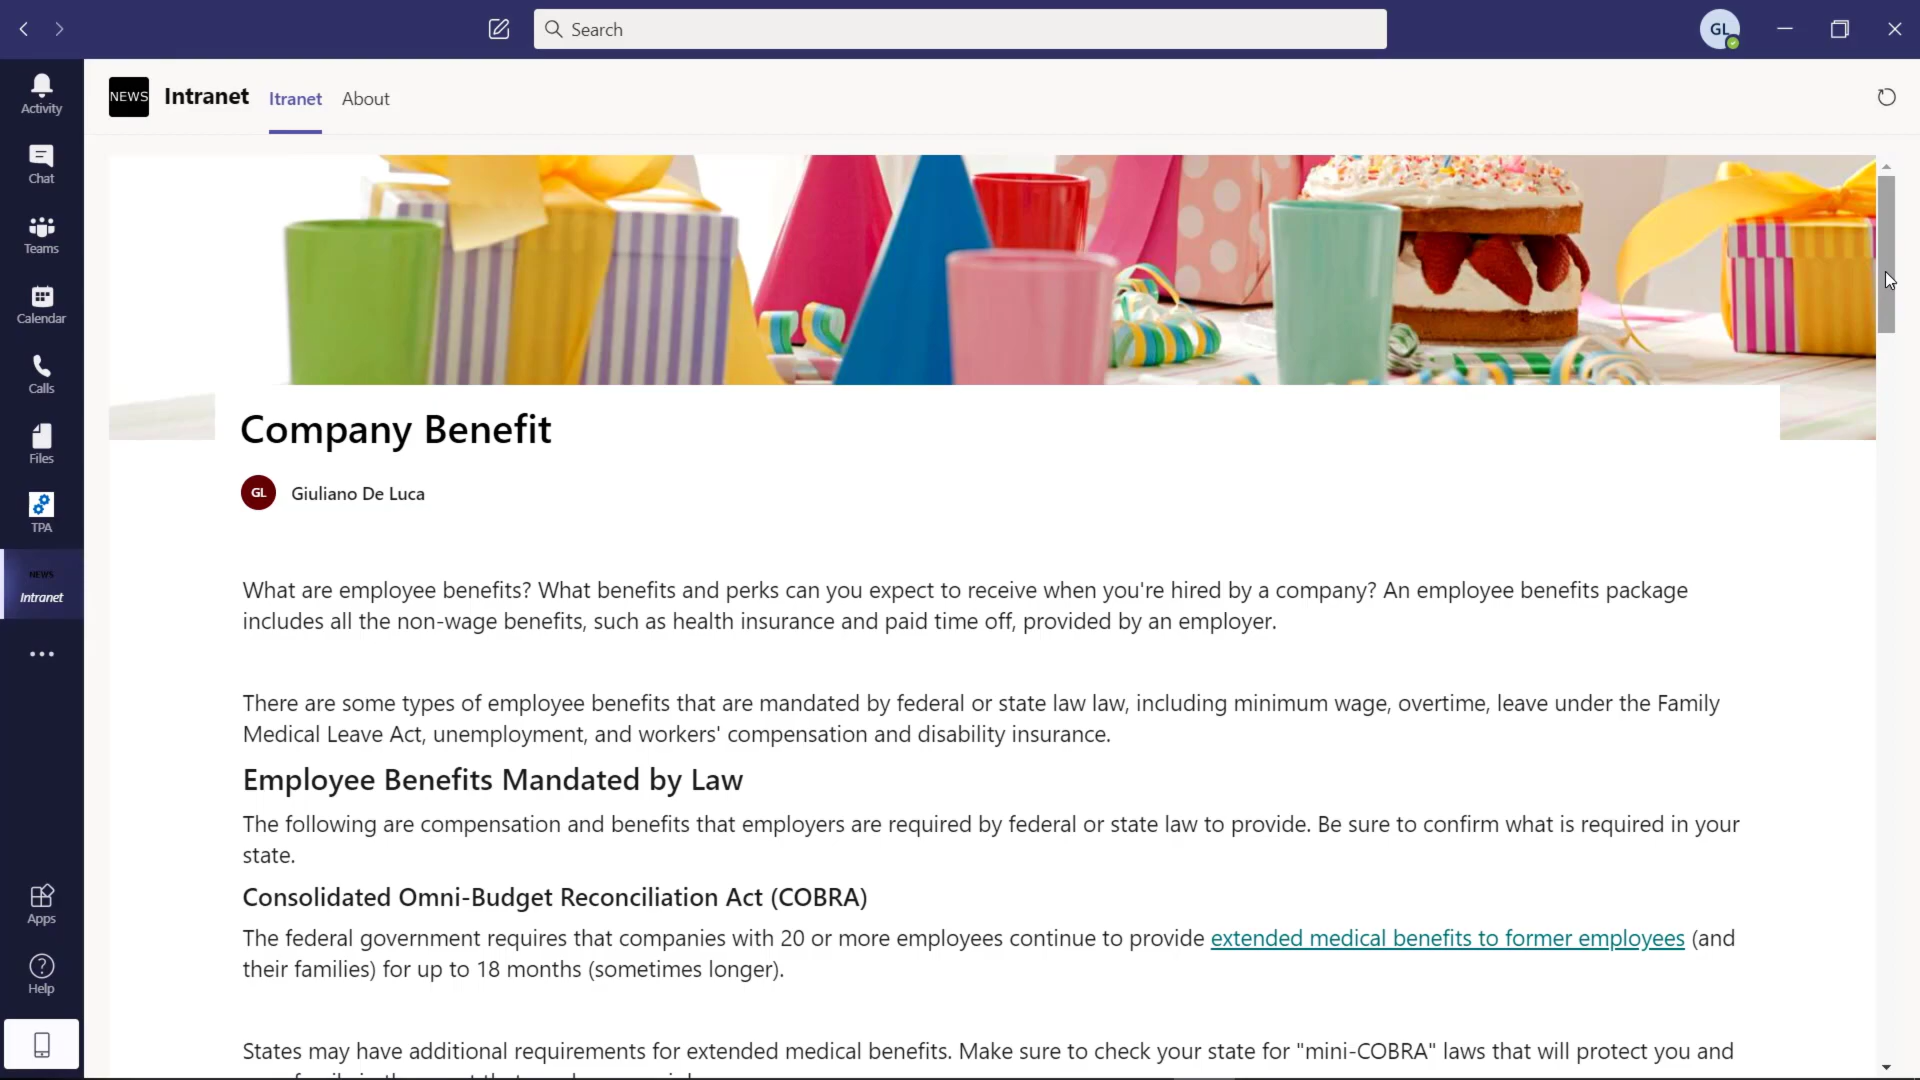 Search
GL
Activity
Chat
Teams
Calendar
Calls
Files
TPA
NEWS
Intranet
Apps
Help
NEWS Intranet Itranet About
Company Benefit
GL Giuliano De Luca
What are employee benefits? What benefits and perks can you expect to receive when you're hired by a company? An employee benefits package
includes all the non-wage benefits, such as health insurance and paid time off, provided by an employer.
There are some types of employee benefits that are mandated by federal or state law law, including minimum wage, overtime, leave under the Family
Medical Leave Act, unemployment, and workers' compensation and disability insurance.
Employee Benefits Mandated by Law
The following are compensation and benefits that employers are required by federal or state law to provide. Be sure to confirm what is required in your
state.
Consolidated Omni-Budget Reconciliation Act (COBRA)
The federal government requires that companies with 20 or more employees continue to provide extended medical benefits to former employees (and
their families) for up to 18 months (sometimes longer).
States may have additional requirements for extended medical benefits. Make sure to check your state for "mini-COBRA" laws that will protect you and